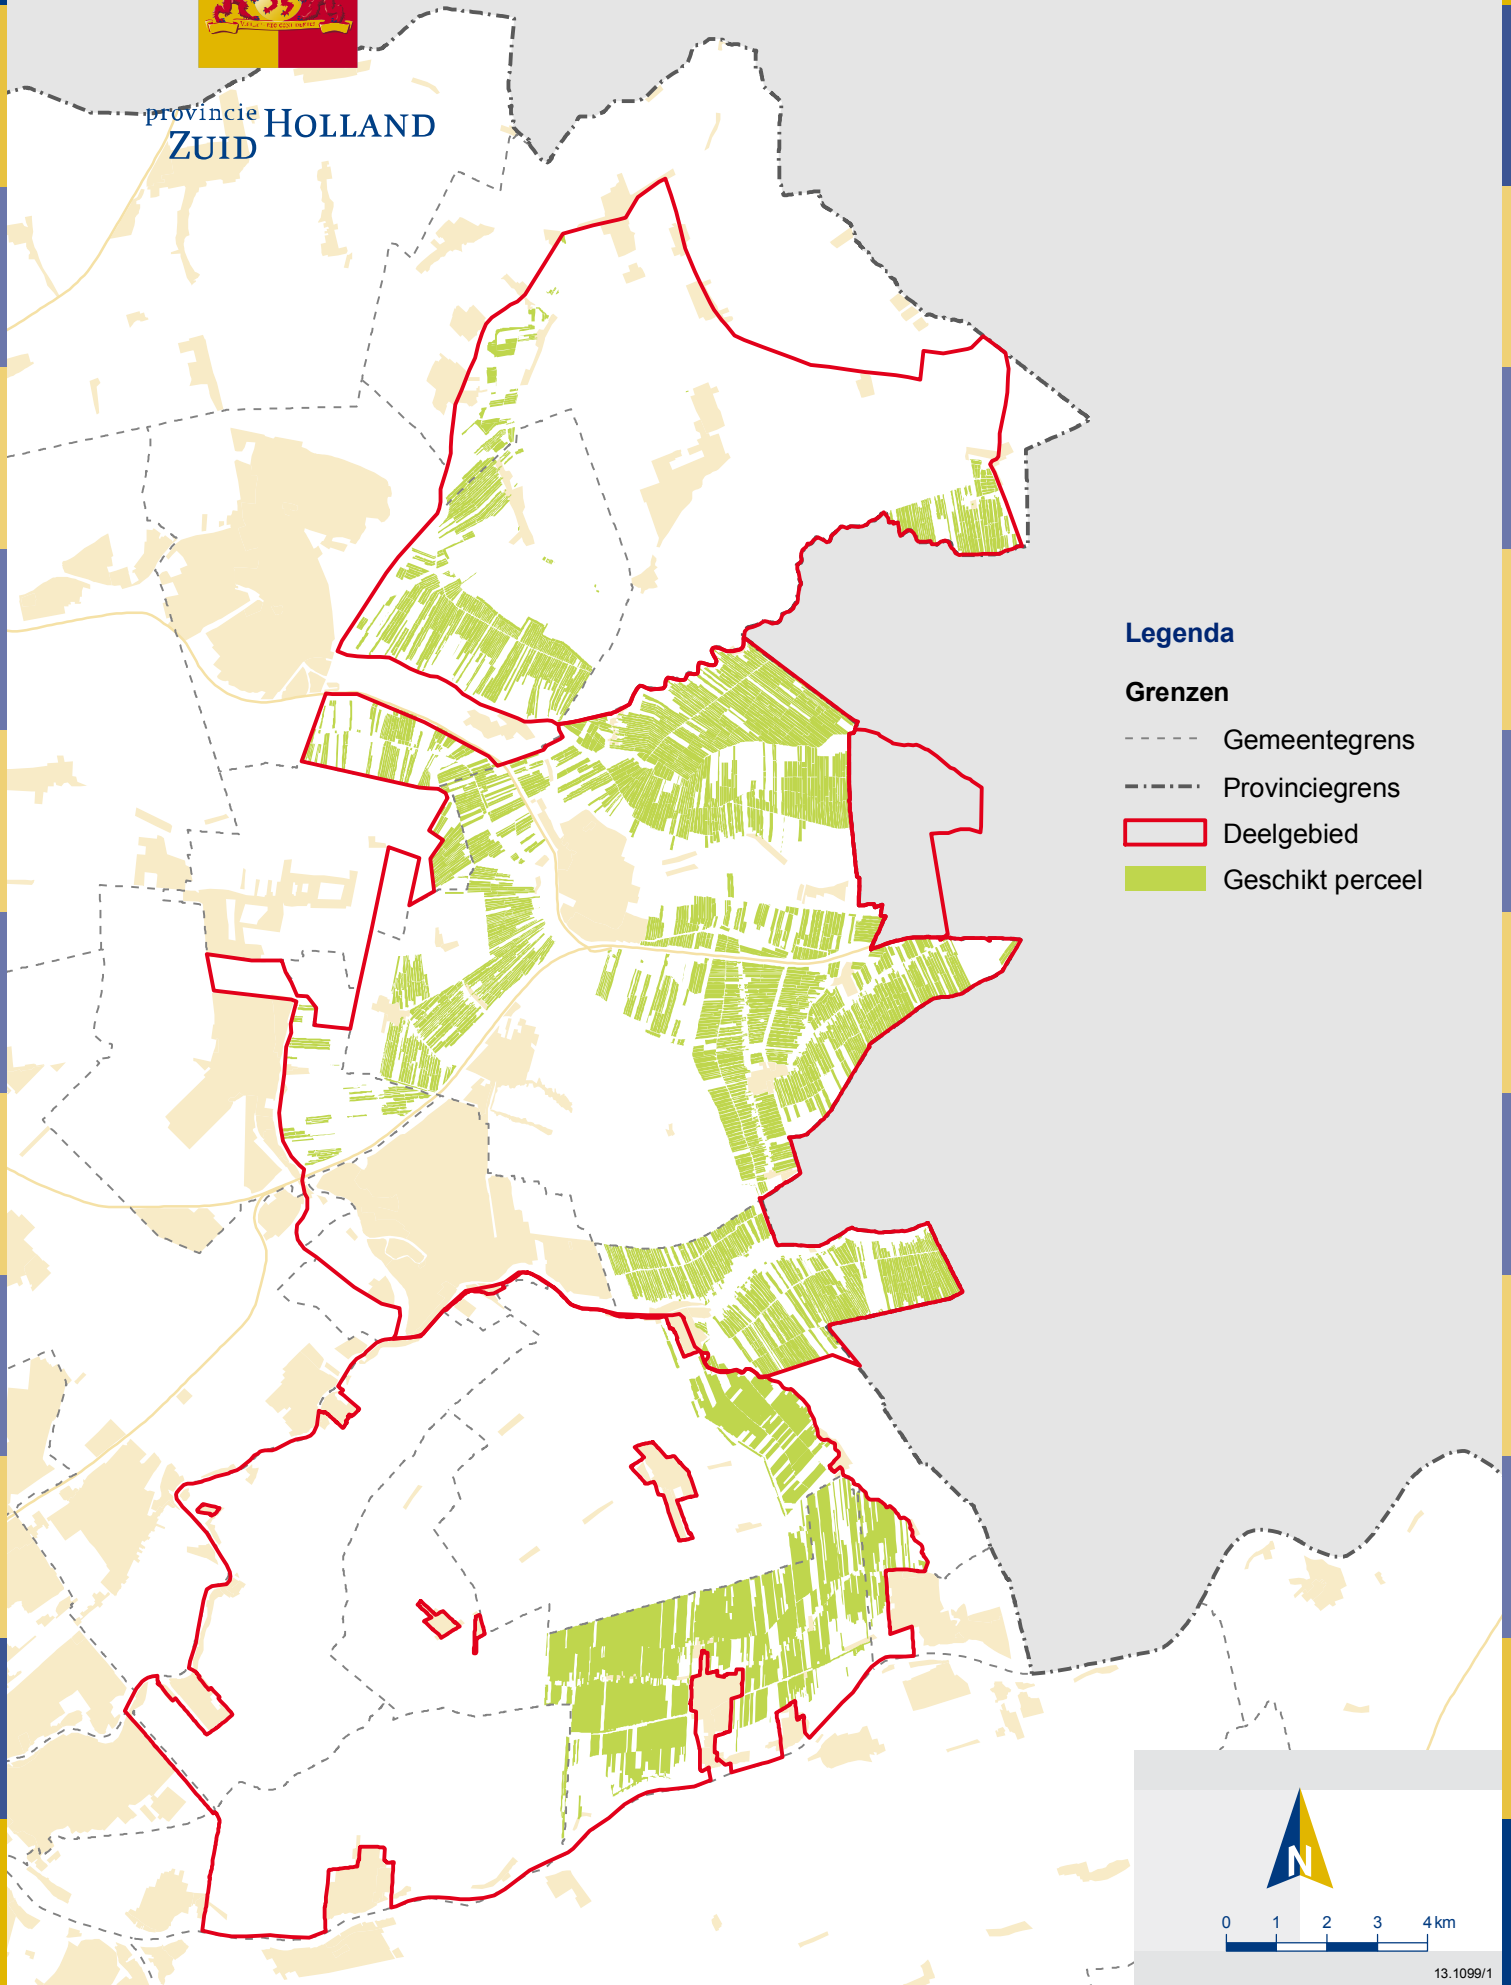 provincie HOLLAND
ZUID
Legenda
Grenzen
Gemeentegrens
Provinciegrens
Deelgebied
Geschikt perceel
N
0 1 2 3 4 km
13.1099/1